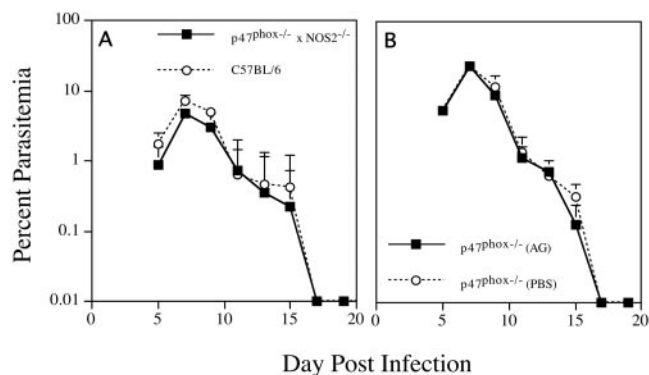 A
p47phox-/- x NOS2-/-
C57BL/6
B
Percent Parasitemia
100
10
1
0.1
0.01
0
5
10
15
20
p47phox-/- (AG)
p47phox-/- (PBS)
0
5
10
15
20
Day Post Infection